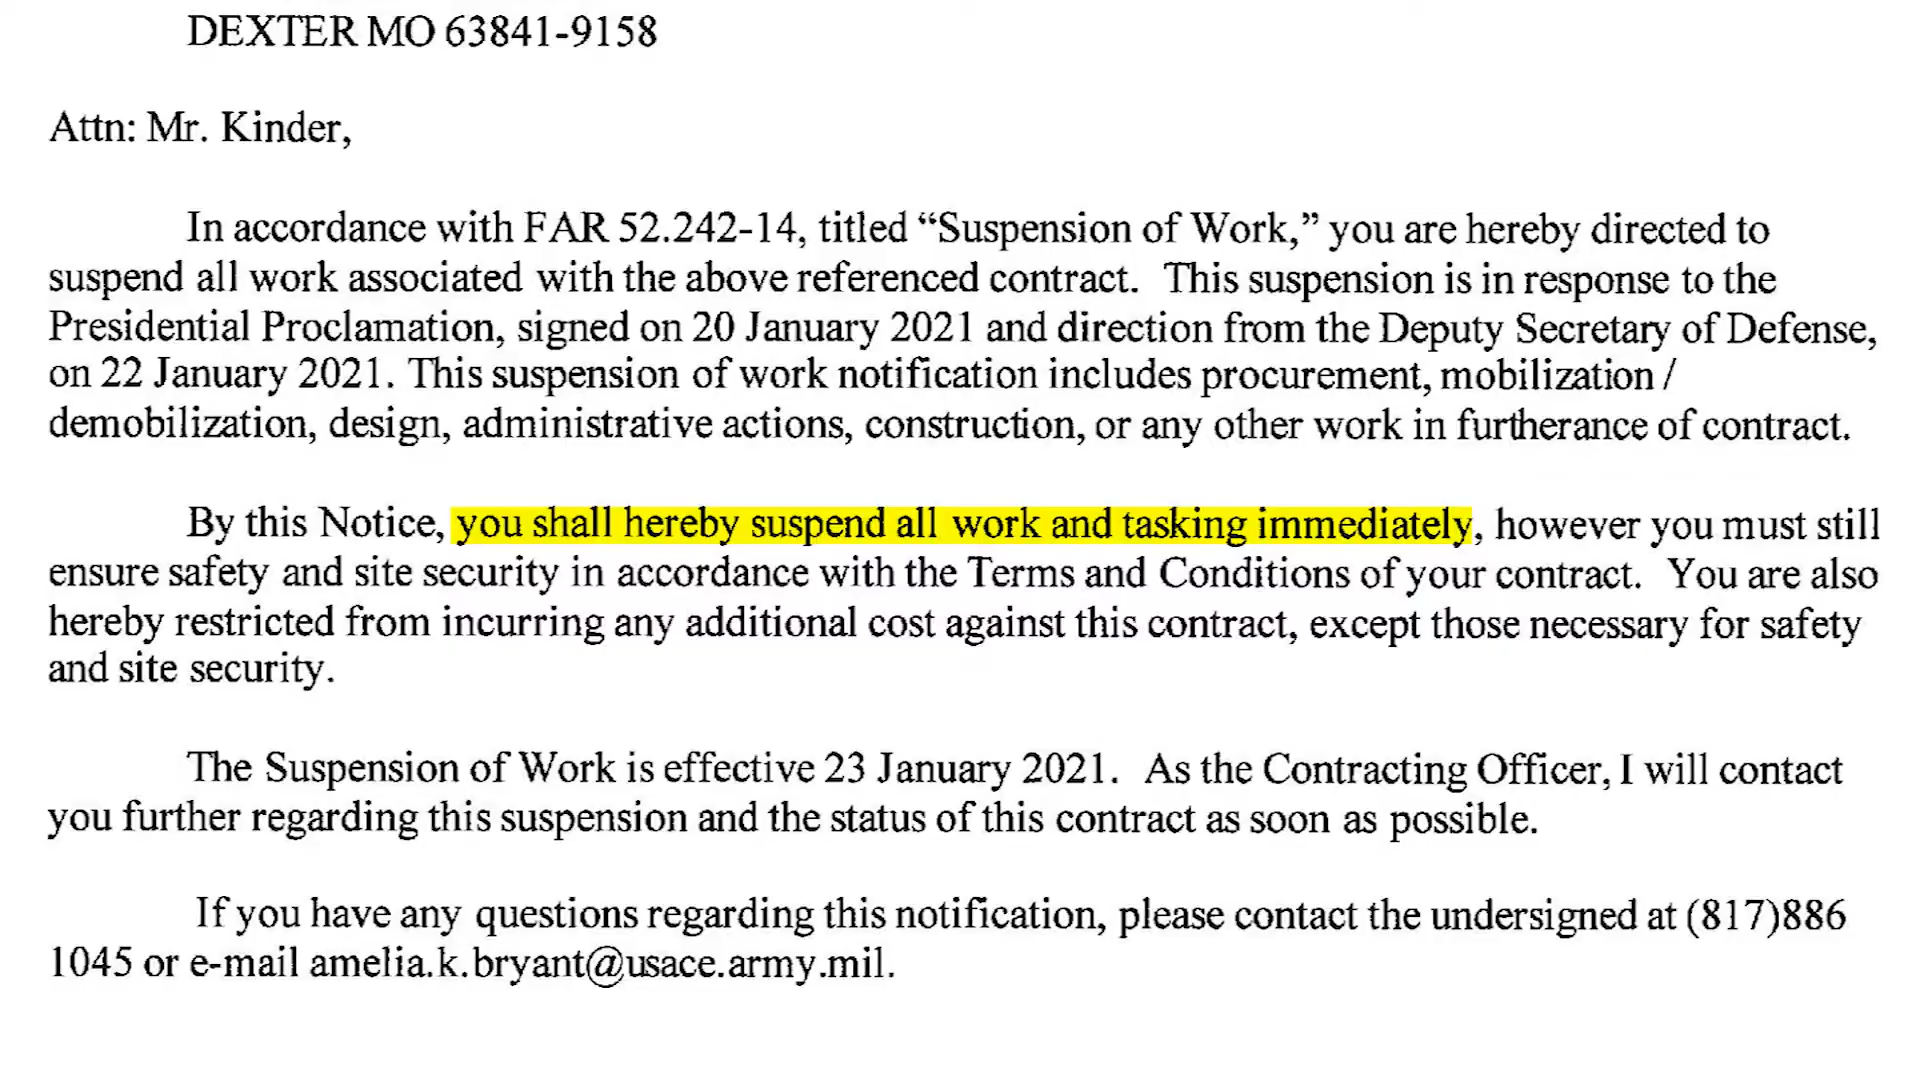 DEXTER MO 63841-9158
Attn: Mr. Kinder,
In accordance with FAR 52.242-14, titled “Suspension of Work,” you are hereby directed to
suspend all work associated with the above referenced contract. This suspension is in response to the
Presidential Proclamation, signed on 20 January 2021 and direction from the Deputy Secretary of Defense,
on 22 January 2021. This suspension of work notification includes procurement, mobilization /
demobilization, design, administrative actions, construction, or any other work in furtherance of contract.
By this Notice, you shall hereby suspend all work and tasking immediately, however you must still
ensure safety and site security in accordance with the Terms and Conditions of your contract. You are also
hereby restricted from incurring any additional cost against this contract, except those necessary for safety
and site security.
The Suspension of Work is effective 23 January 2021. As the Contracting Officer, I will contact
you further regarding this suspension and the status of this contract as soon as possible.
If you have any questions regarding this notification, please contact the undersigned at (817)886
1045 or e-mail amelia.k.bryant@usace.army.mil.